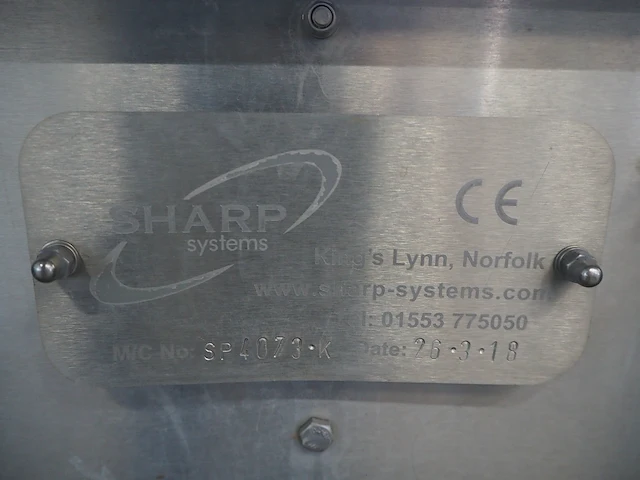 SHARP
systems
CE
King's Lynn, Norfolk
www.sharp-systems.com
Tel: 01553 775050
M/C No: SP4073·K Date: 26·3·18